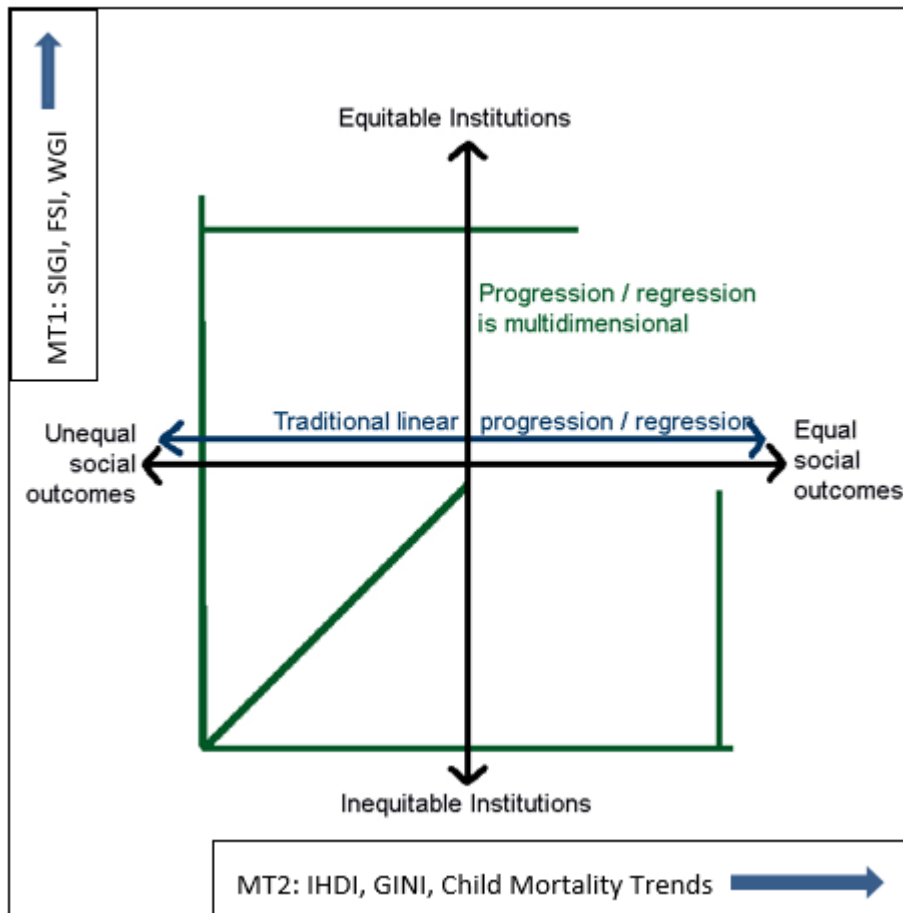 MT1: SIGI, FSI, WGI
Equitable Institutions
Progression / regression
is multidimensional
Traditional linear progression / regression
Unequal
social
outcomes
Equal
social
outcomes
Inequitable Institutions
MT2: IHDI, GINI, Child Mortality Trends